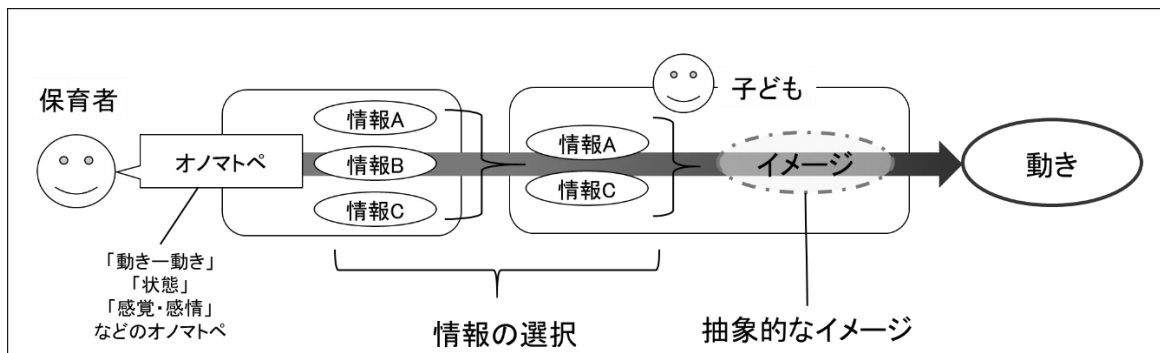 保育者
オノマトペ
「動き―動き」
「状態」
「感覚・感情」
などのオノマトペ
情報A
情報B
情報C
情報の選択
子ども
情報A
情報C
イメージ
抽象的なイメージ
動き